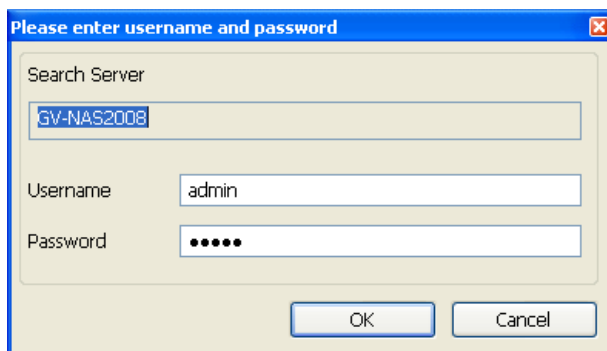 Please enter username and password
Search Server
GV-NAS2008
Username admin
Password •••••
OK Cancel